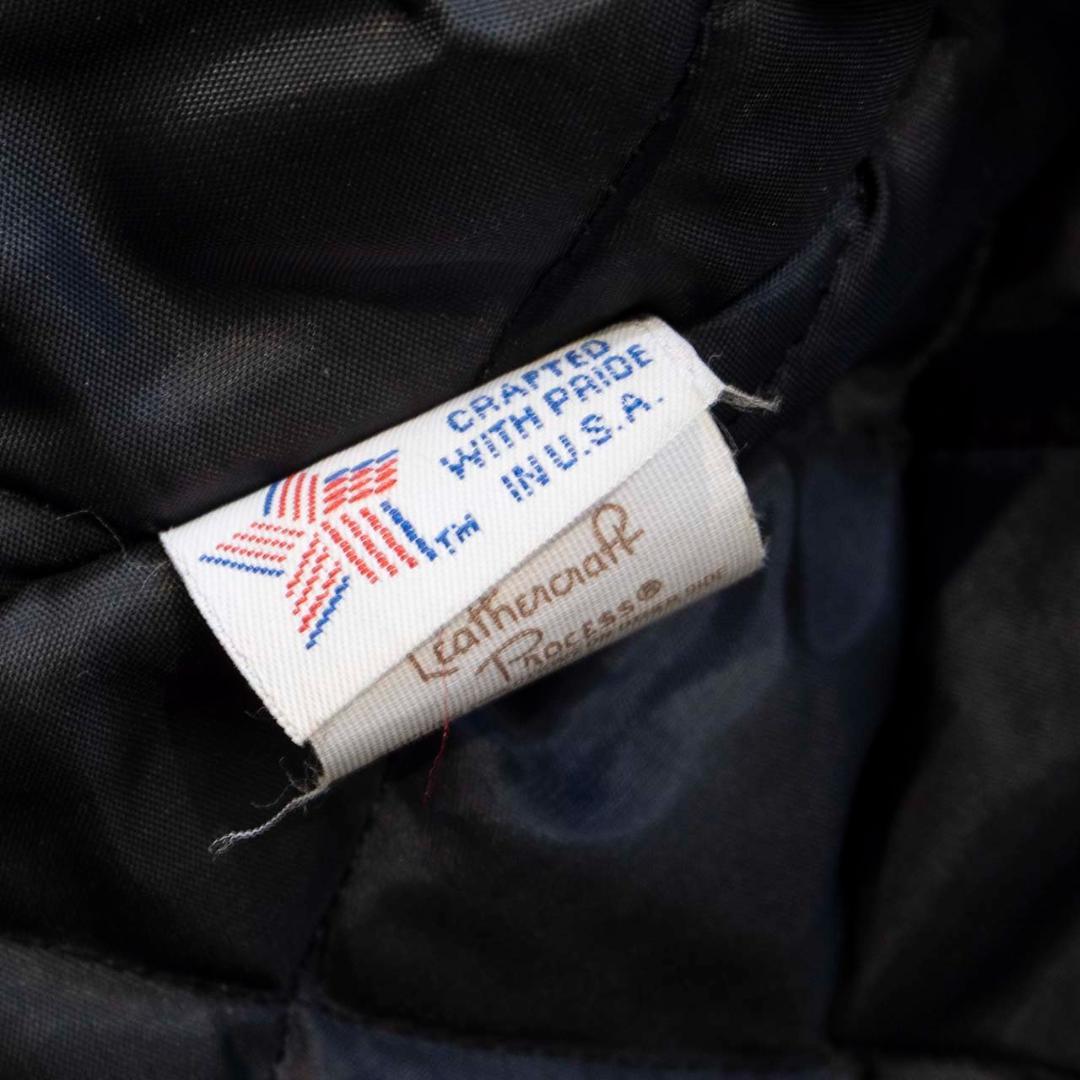 CRAFTED
WITH PRIDE
IN U.S.A.
TM
Leathercraft
Process®